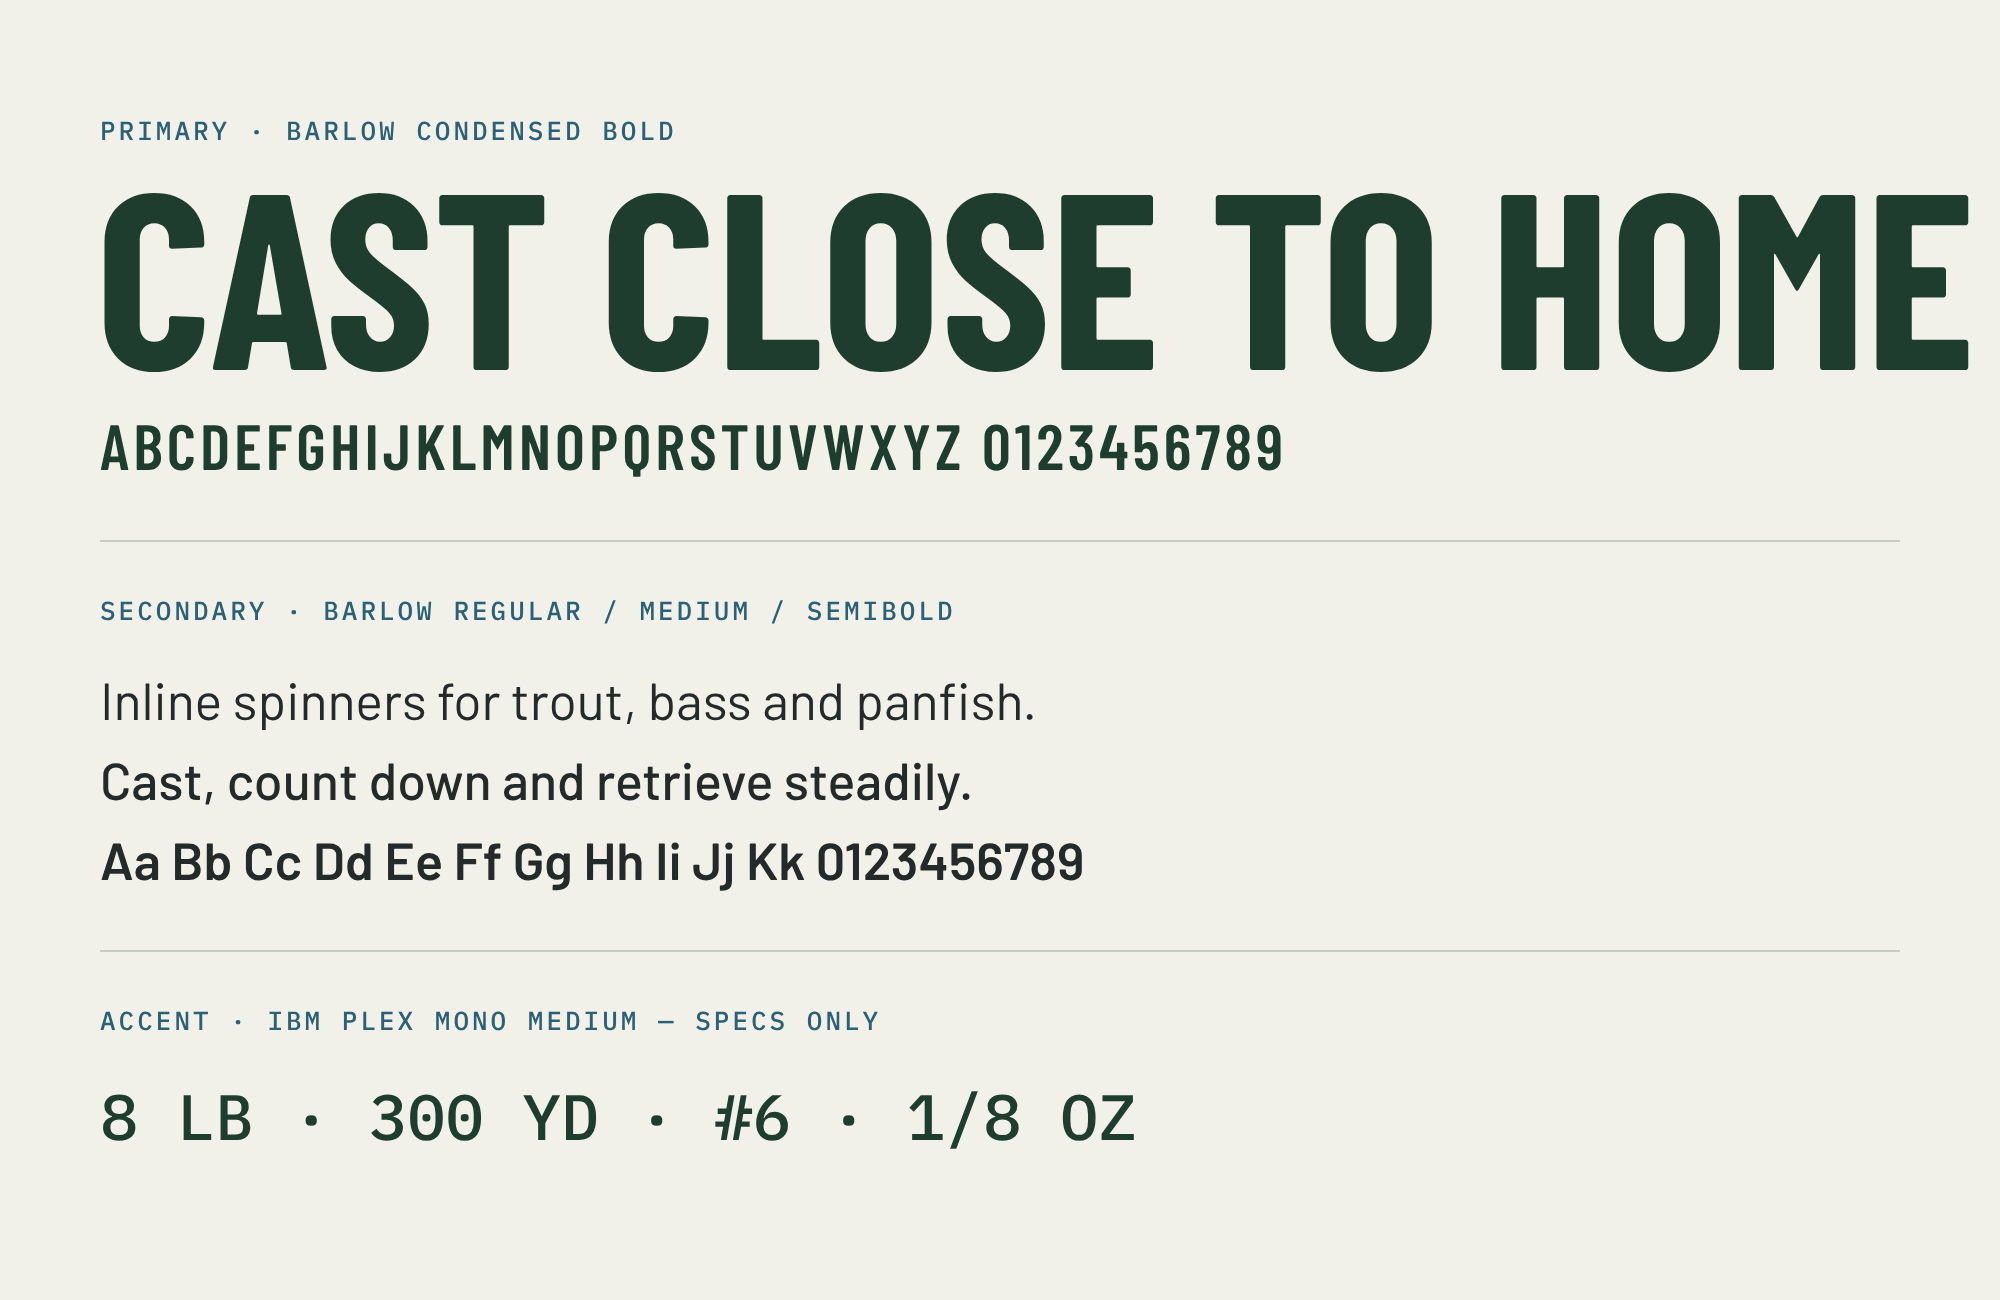 PRIMARY · BARLOW CONDENSED BOLD
CAST CLOSE TO HOME
ABCDEFGHIJKLMNOPQRSTUVWXYZ 0123456789
SECONDARY · BARLOW REGULAR / MEDIUM / SEMIBOLD
Inline spinners for trout, bass and panfish.
Cast, count down and retrieve steadily.
Aa Bb Cc Dd Ee Ff Gg Hh Ii Jj Kk 0123456789
ACCENT · IBM PLEX MONO MEDIUM — SPECS ONLY
8 LB · 300 YD · #6 · 1/8 OZ